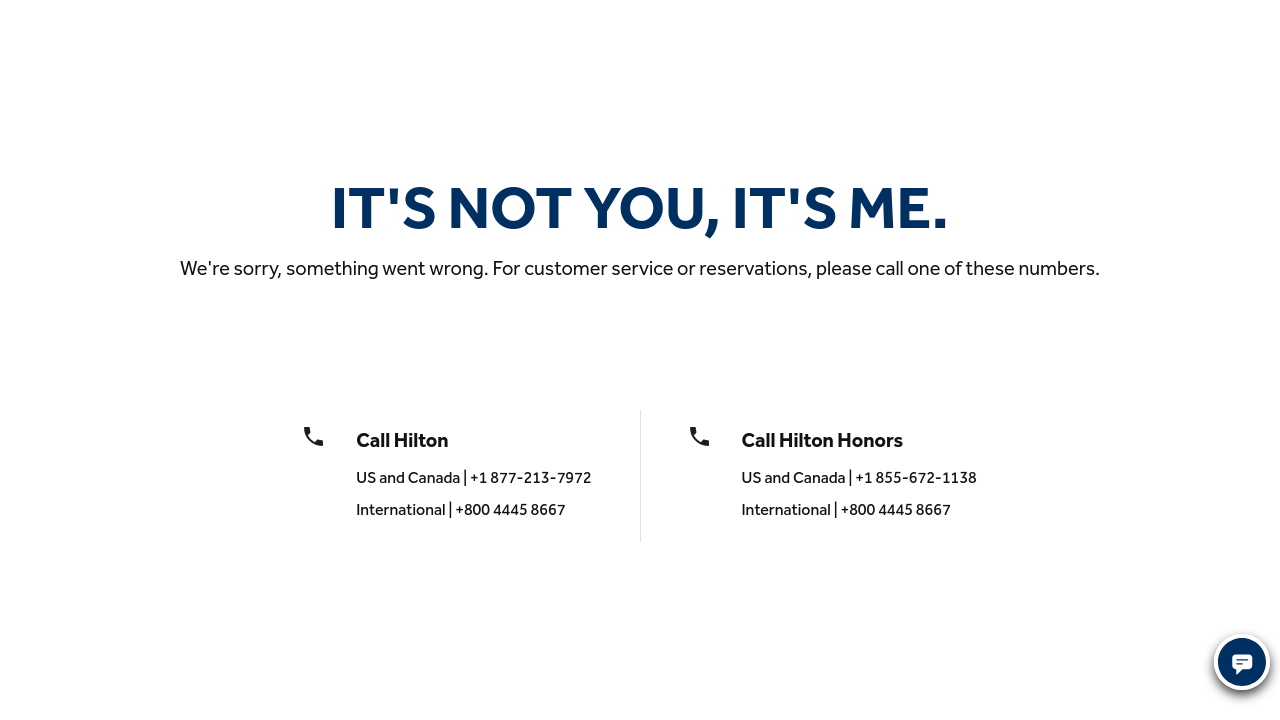 IT'S NOT YOU, IT'S ME.
We're sorry, something went wrong. For customer service or reservations, please call one of these numbers.
Call Hilton
US and Canada | +1 877-213-7972
International | +800 4445 8667
Call Hilton Honors
US and Canada | +1 855-672-1138
International | +800 4445 8667